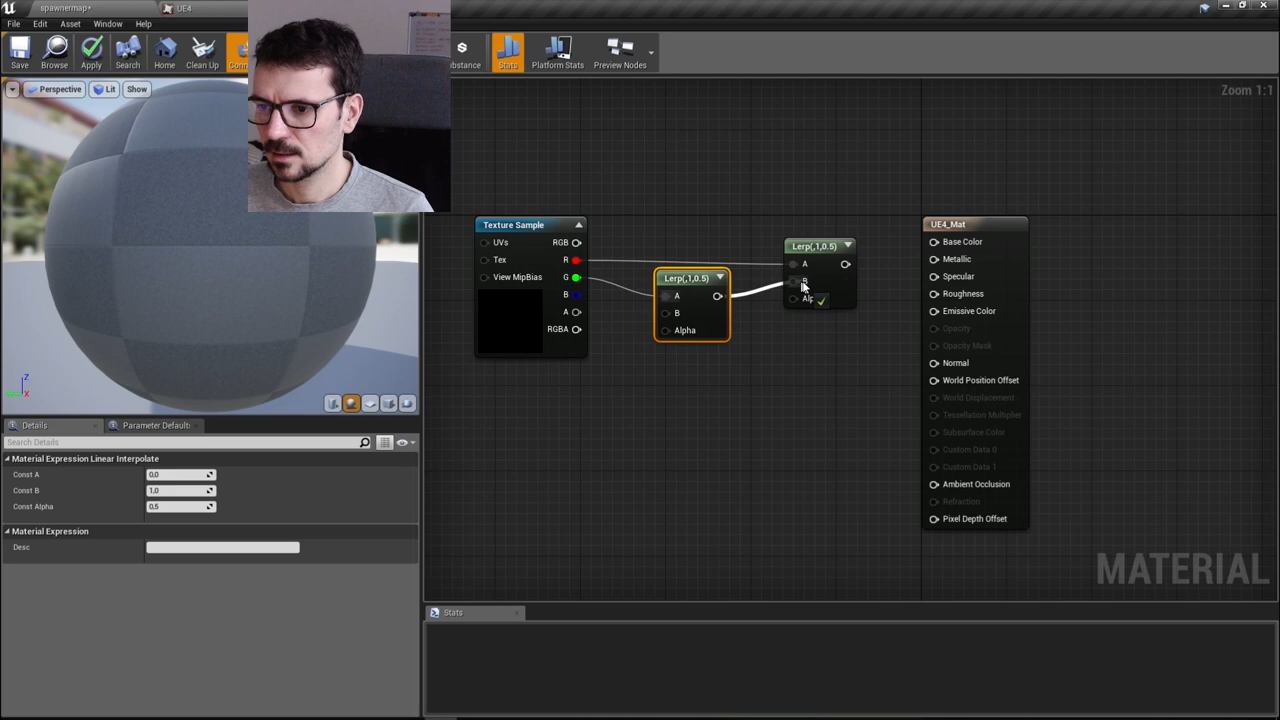 spawnermap*
UE4
File Edit Asset Window Help
Save Browse Apply Search Home Clean Up Conn
bstance Stats Platform Stats Preview Nodes
Perspective Lit Show
Zoom 1:1
Texture Sample
UVs RGB
Tex R
View MipBias G
B
A
RGBA
Lerp(,1,0.5)
A
B
Alpha
Lerp(,1,0.5)
A
B
Alp
UE4_Mat
Base Color
Metallic
Specular
Roughness
Emissive Color
Opacity
Opacity Mask
Normal
World Position Offset
World Displacement
Tessellation Multiplier
Subsurface Color
Custom Data 0
Custom Data 1
Ambient Occlusion
Refraction
Pixel Depth Offset
Z
X
Details Parameter Default
Search Details
Material Expression Linear Interpolate
Const A 0.0
Const B 1.0
Const Alpha 0.5
Material Expression
Desc
MATERIAL
Stats